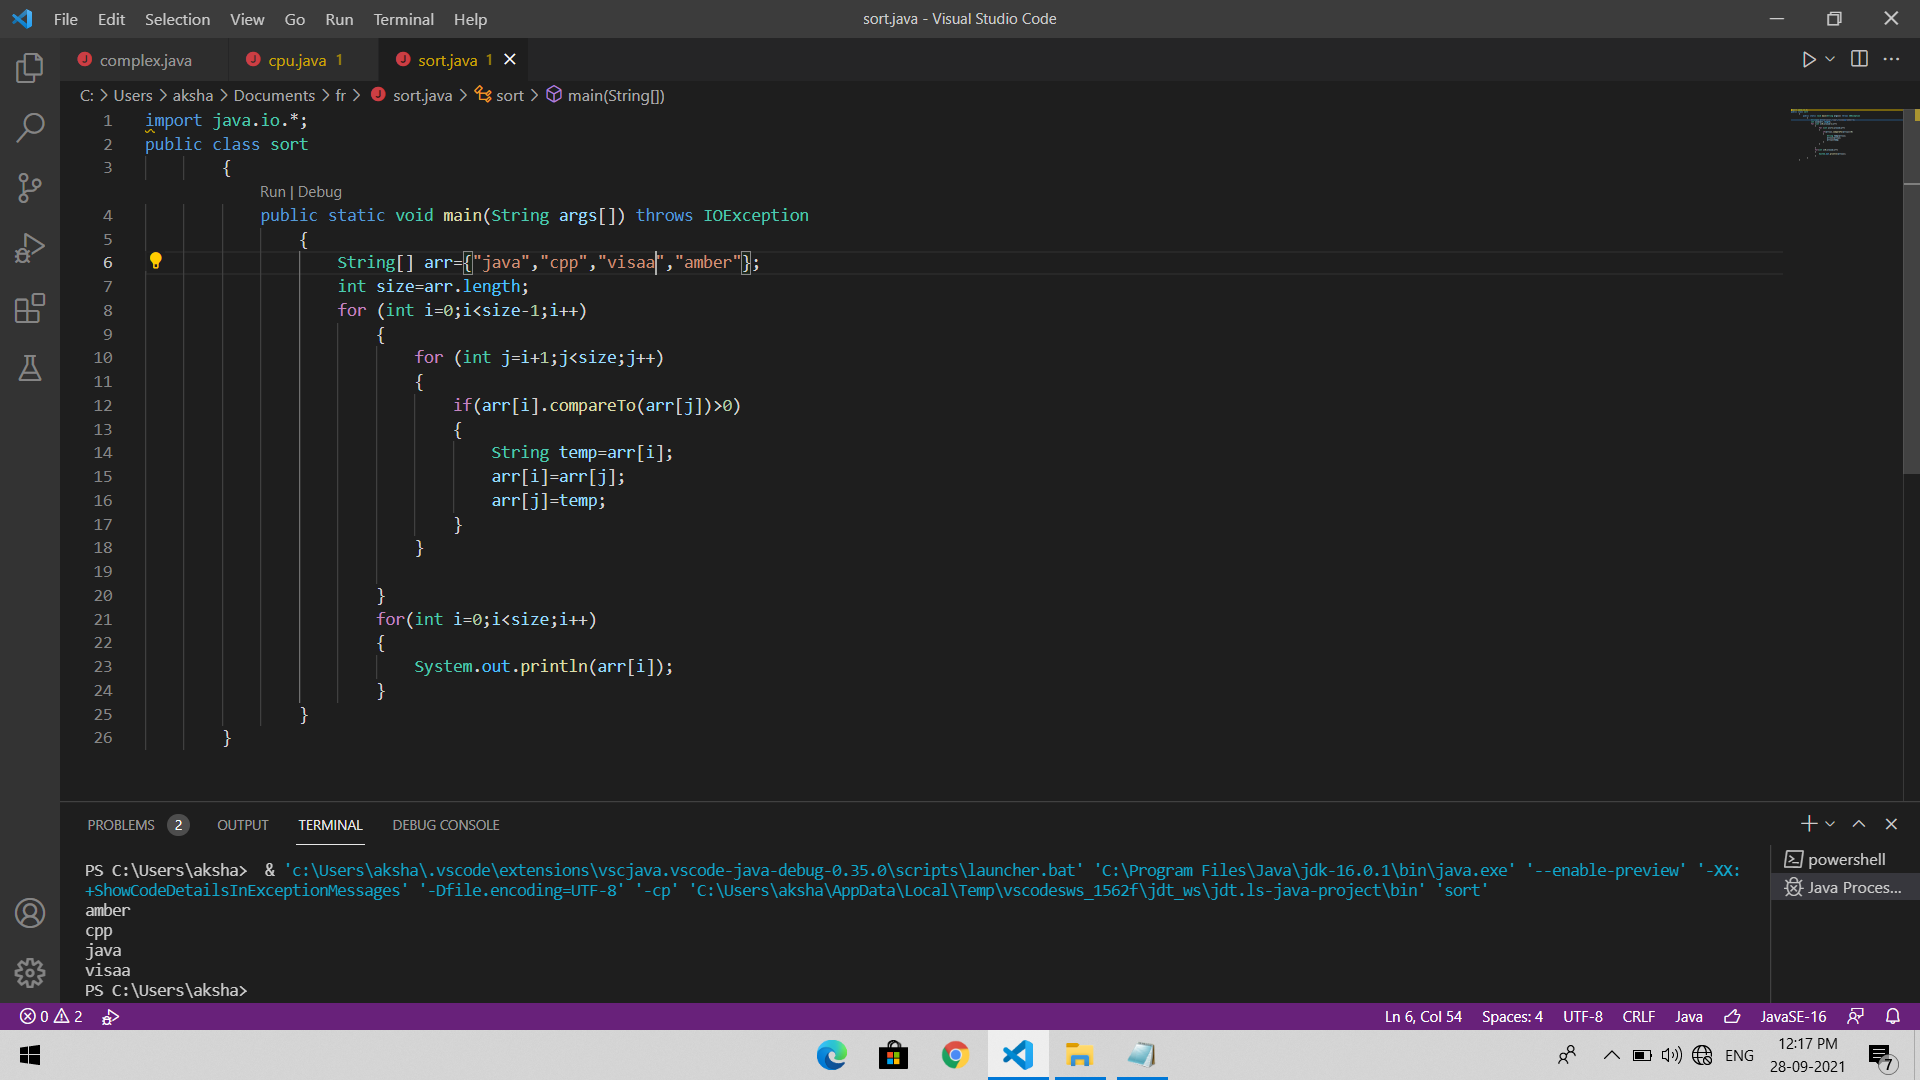 File Edit Selection View Go Run Terminal Help sort.java - Visual Studio Code
complex.java cpu.java 1 sort.java 1
C: > Users > aksha > Documents > fr > sort.java > sort > main(String[])
1 import java.io.*;
2 public class sort
3 {
Run | Debug
4 public static void main(String args[]) throws IOException
5 {
6 String[] arr={"java","cpp","visaa","amber"};
7 int size=arr.length;
8 for (int i=0;i<size-1;i++)
9 {
10 for (int j=i+1;j<size;j++)
11 {
12 if(arr[i].compareTo(arr[j])>0)
13 {
14 String temp=arr[i];
15 arr[i]=arr[j];
16 arr[j]=temp;
17 }
18 }
19
20 }
21 for(int i=0;i<size;i++)
22 {
23 System.out.println(arr[i]);
24 }
25 }
26 }
PROBLEMS 2 OUTPUT TERMINAL DEBUG CONSOLE
PS C:\Users\aksha> & 'c:\Users\aksha\.vscode\extensions\vscjava.vscode-java-debug-0.35.0\scripts\launcher.bat' 'C:\Program Files\Java\jdk-16.0.1\bin\java.exe' '--enable-preview' '-XX:
+ShowCodeDetailsInExceptionMessages' '-Dfile.encoding=UTF-8' '-cp' 'C:\Users\aksha\AppData\Local\Temp\vscodesws_1562f\jdt_ws\jdt.ls-java-project\bin' 'sort'
amber
cpp
java
visaa
PS C:\Users\aksha>
powershell
Java Proces...
0 2 Ln 6, Col 54 Spaces: 4 UTF-8 CRLF Java JavaSE-16
ENG 12:17 PM
28-09-2021 7